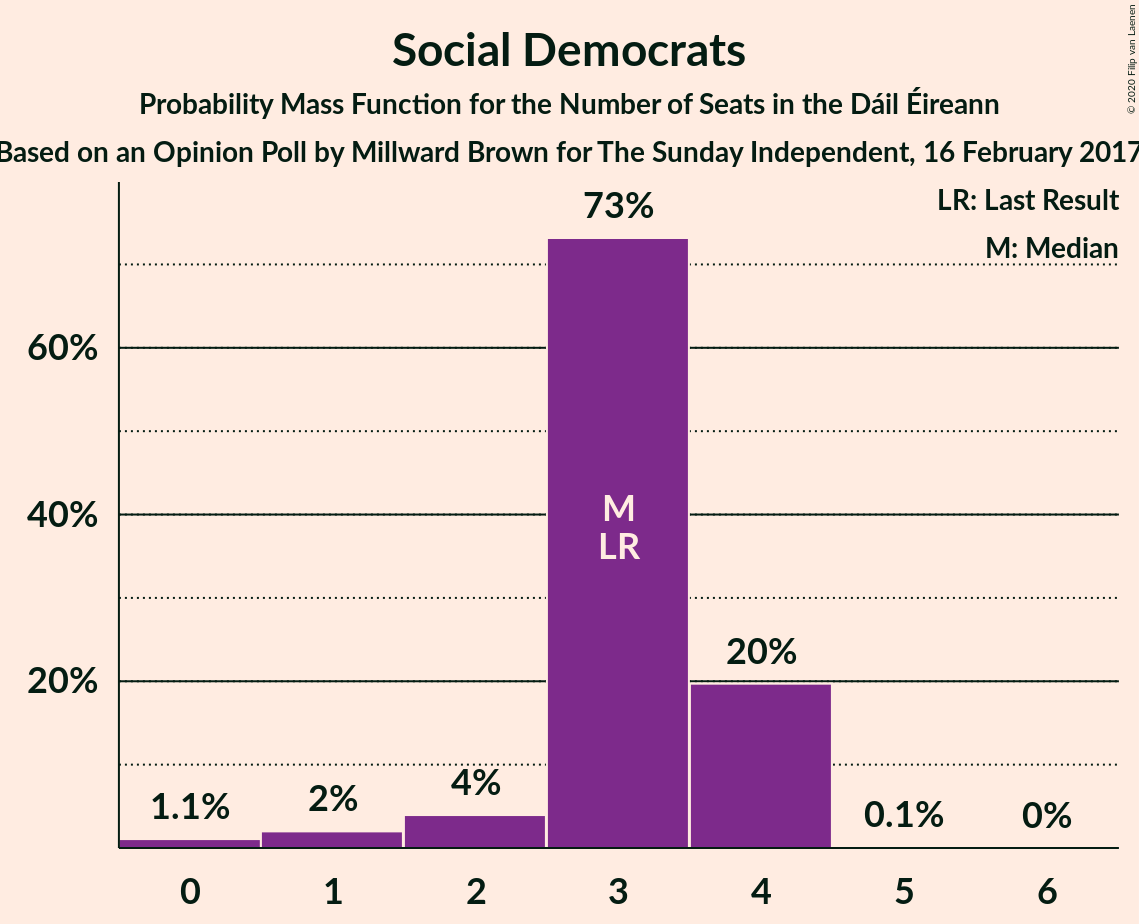 Social Democrats
Probability Mass Function for the Number of Seats in the Dáil Éireann
Based on an Opinion Poll by Millward Brown for The Sunday Independent, 16 February 2017
© 2020 Filip van Laenen
LR: Last Result
M: Median
73%
60%
M
40%
LR
20%
20%
4%
2%
1.1%
0.1%
0%
0 1 2 3 4 5 6